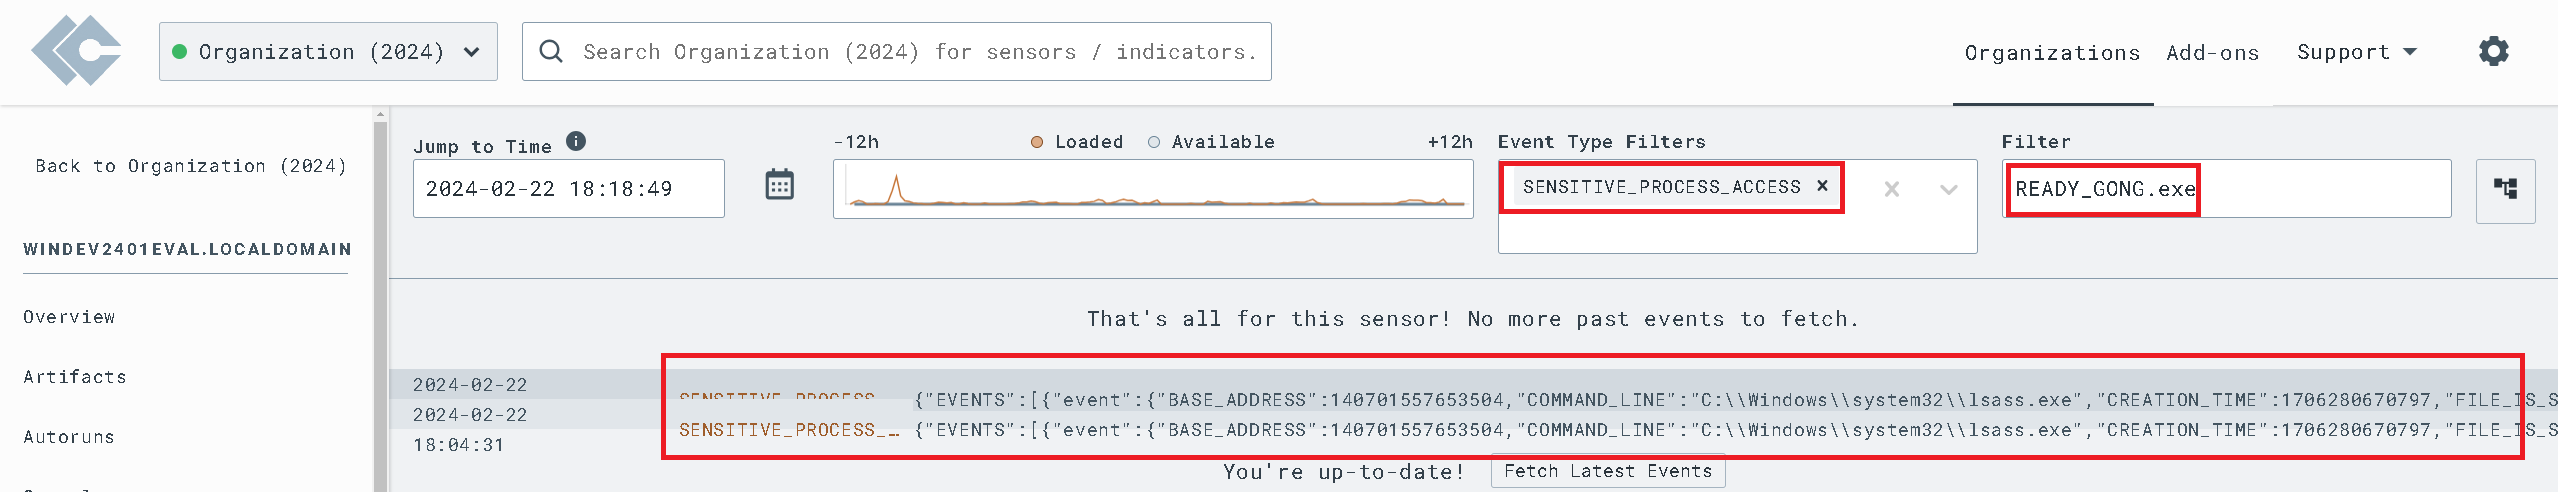 Organization (2024)
Search Organization (2024) for sensors / indicators.
Organizations
Add-ons
Support
Back to Organization (2024)
WINDEV2401EVAL.LOCALDOMAIN
Overview
Artifacts
Autoruns
Jump to Time
2024-02-22 18:18:49
-12h
Loaded
Available
+12h
Event Type Filters
SENSITIVE_PROCESS_ACCESS ×
Filter
READY_GONG.exe
That's all for this sensor! No more past events to fetch.
2024-02-22
SENSITIVE_PROCESS_… {"EVENTS":[{"event":{"BASE_ADDRESS":140701557653504,"COMMAND_LINE":"C:\\Windows\\system32\\lsass.exe","CREATION_TIME":1706280670797,"FILE_IS_S
2024-02-22
18:04:31
SENSITIVE_PROCESS_… {"EVENTS":[{"event":{"BASE_ADDRESS":140701557653504,"COMMAND_LINE":"C:\\Windows\\system32\\lsass.exe","CREATION_TIME":1706280670797,"FILE_IS_S
You're up-to-date!
Fetch Latest Events